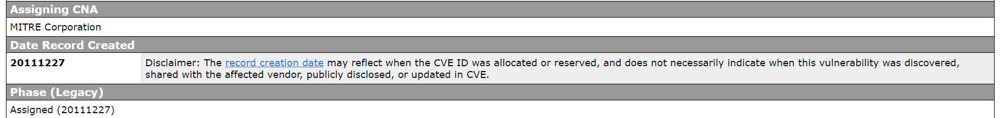 Assigning CNA
MITRE Corporation
Date Record Created
20111227
Disclaimer: The record creation date may reflect when the CVE ID was allocated or reserved, and does not necessarily indicate when this vulnerability was discovered,
shared with the affected vendor, publicly disclosed, or updated in CVE.
Phase (Legacy)
Assigned (20111227)